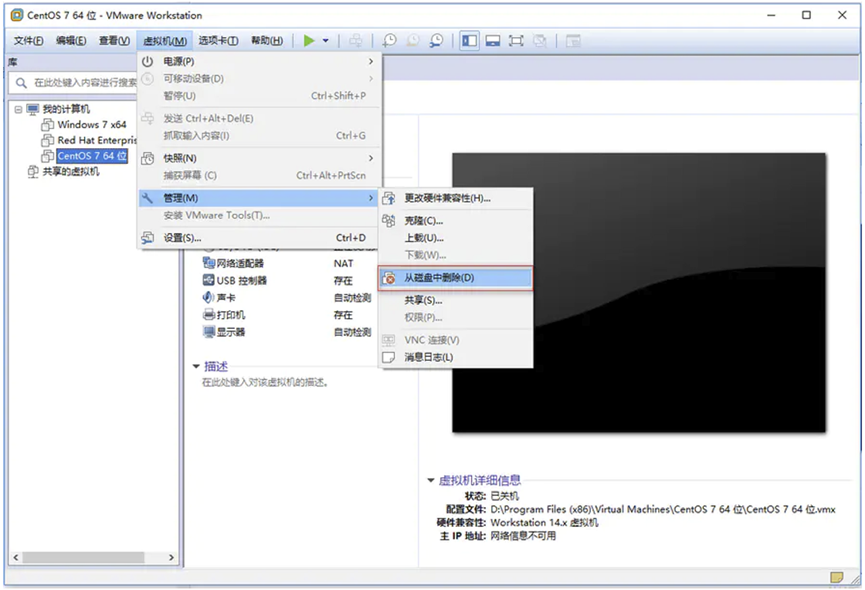 CentOS 7 64 位 - VMware Workstation
文件(F) 编辑(E) 查看(V) 虚拟机(M) 选项卡(T) 帮助(H)
库
在此处键入内容进行搜索
我的计算机
Windows 7 x64
Red Hat Enterpris
CentOS 7 64 位
共享的虚拟机
电源(P)
可移动设备(D)
暂停(U) Ctrl+Shift+P
发送 Ctrl+Alt+Del(E)
抓取输入内容(I) Ctrl+G
快照(N)
捕获屏幕 (C) Ctrl+Alt+PrtScn
管理(M)
安装 VMware Tools(T)...
设置(S)... Ctrl+D
更改硬件兼容性(H)...
克隆(C)...
上载(U)...
下载(W)...
从磁盘中删除(D)
共享(S)...
权限(P)...
VNC 连接(V)
消息日志(L)
网络适配器 NAT
USB 控制器 存在
声卡 自动检测
打印机 存在
显示器 自动检测
描述
在此处键入对该虚拟机的描述。
虚拟机详细信息
状态: 已关机
配置文件: D:\Program Files (x86)\Virtual Machines\CentOS 7 64 位\CentOS 7 64 位.vmx
硬件兼容性: Workstation 14.x 虚拟机
主 IP 地址: 网络信息不可用